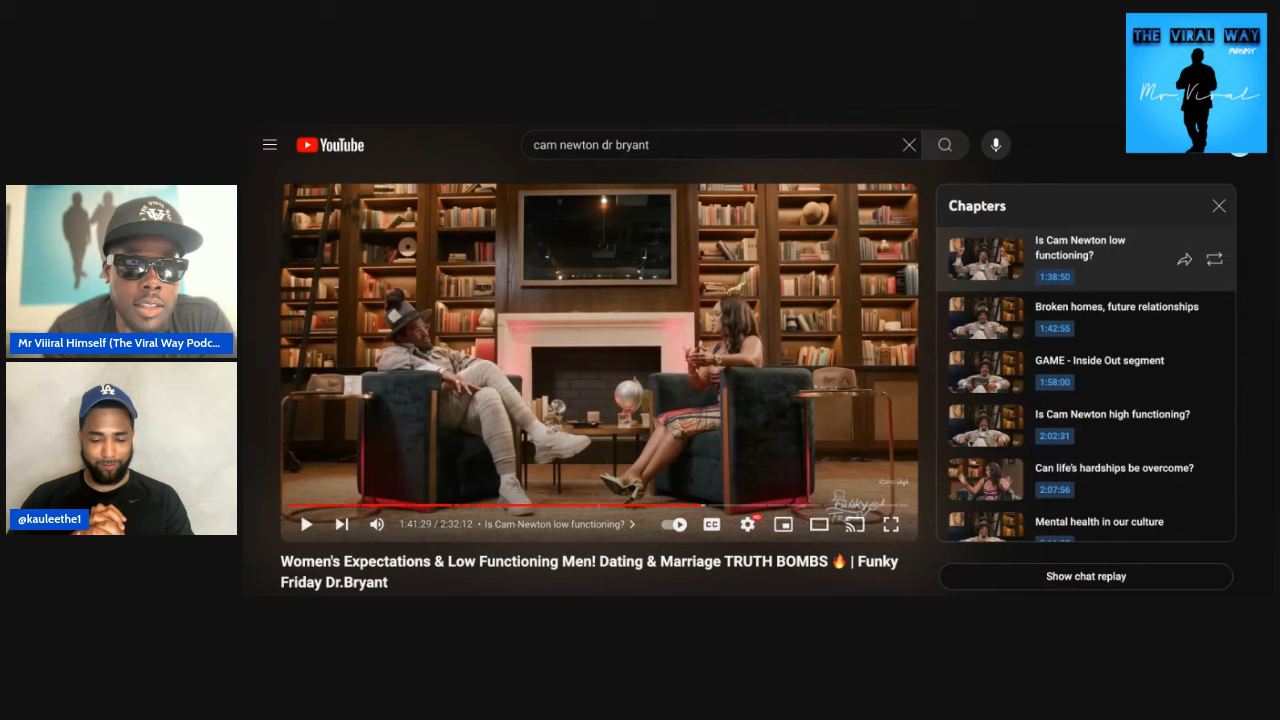 THE VIRAL WAY
PODCAST
Mr. Viral
YouTube
cam newton dr bryant
Chapters
Is Cam Newton low
functioning?
1:38:50
Broken homes, future relationships
1:42:55
GAME - Inside Out segment
1:58:00
Is Cam Newton high functioning?
2:02:31
Can life's hardships be overcome?
2:07:56
Mental health in our culture
Show chat replay
Mr Viiiral Himself (The Viral Way Podc...
LA
@kauleethe1
Funky
1:41:29 / 2:32:12 • Is Cam Newton low functioning?
CC
HD
Women's Expectations & Low Functioning Men! Dating & Marriage TRUTH BOMBS 🔥 | Funky
Friday Dr.Bryant